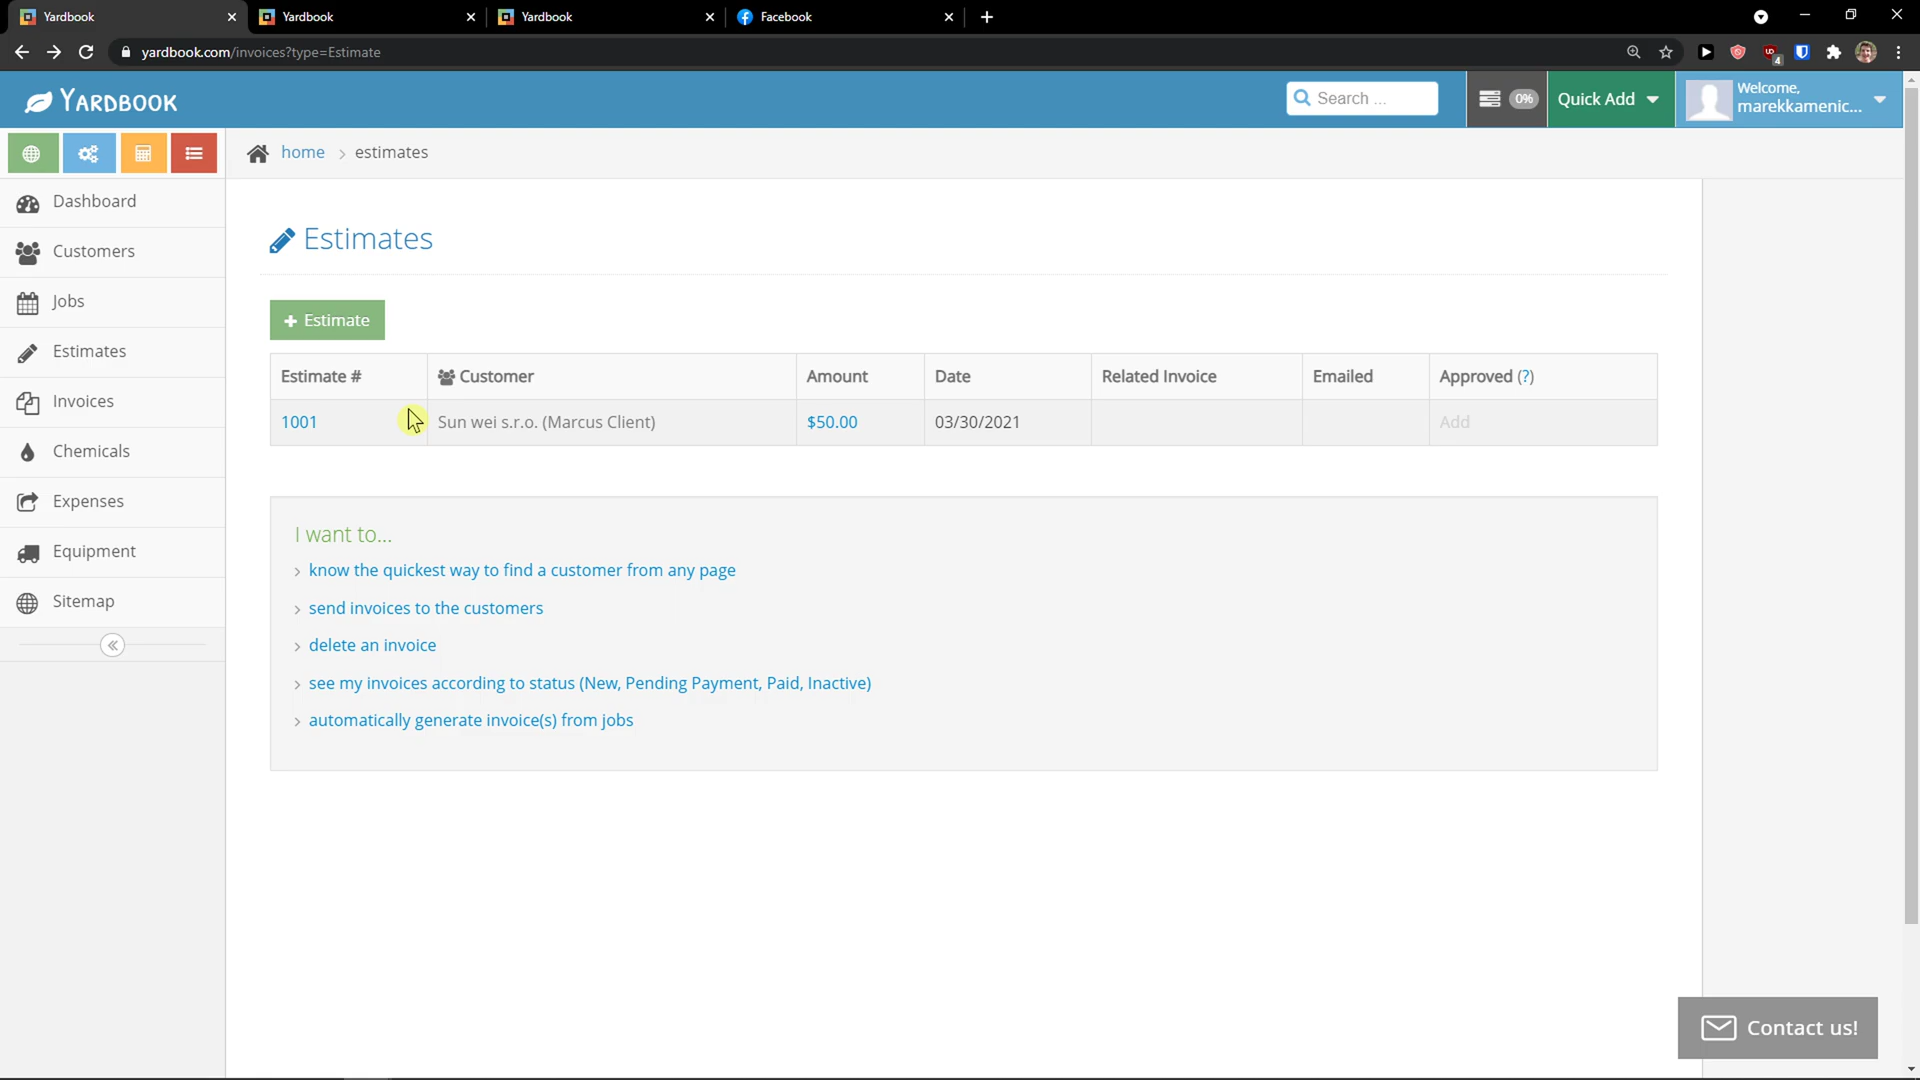 Yardbook
Yardbook
Yardbook
Facebook
yardbook.com/invoices?type=Estimate
4
YARDBOOK
Search ...
0%
Quick Add
Welcome,
marekkamenic...
home > estimates
Dashboard
Customers
Jobs
Estimates
Invoices
Chemicals
Expenses
Equipment
Sitemap
Estimates
+ Estimate
Estimate # Customer Amount Date Related Invoice Emailed Approved (?)
1001 Sun wei s.r.o. (Marcus Client) $50.00 03/30/2021 Add
I want to...
> know the quickest way to find a customer from any page
> send invoices to the customers
> delete an invoice
> see my invoices according to status (New, Pending Payment, Paid, Inactive)
> automatically generate invoice(s) from jobs
Contact us!